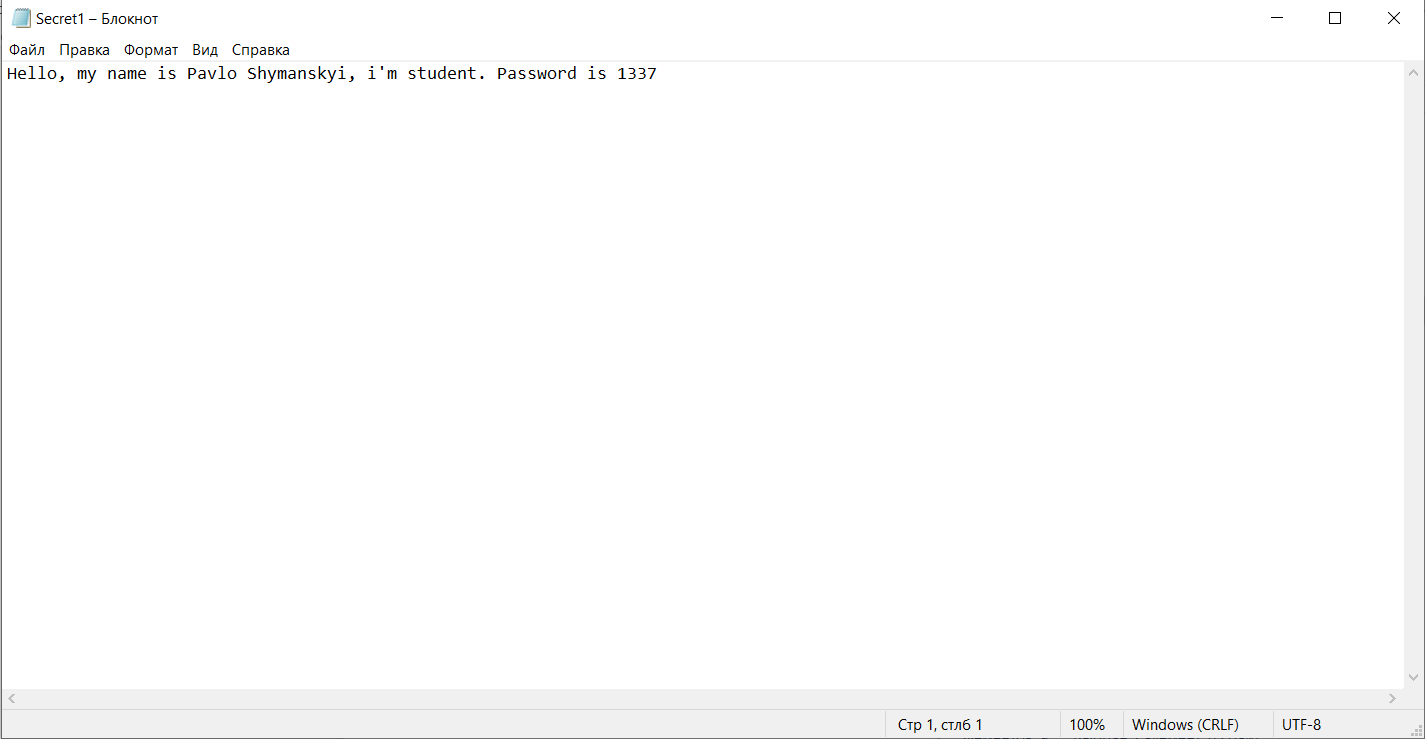 Secret1 – Блокнот
Файл Правка Формат Вид Справка
Hello, my name is Pavlo Shymanskyi, i'm student. Password is 1337
Стр 1, стлб 1 100% Windows (CRLF) UTF-8